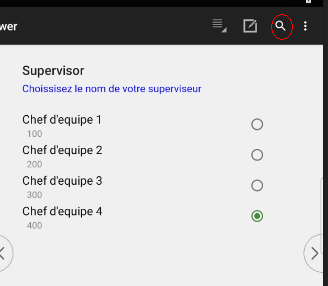 wer
Supervisor
Choissisez le nom de votre superviseur
Chef d'equipe 1
100
Chef d'equipe 2
200
Chef d'equipe 3
300
Chef d'equipe 4
400